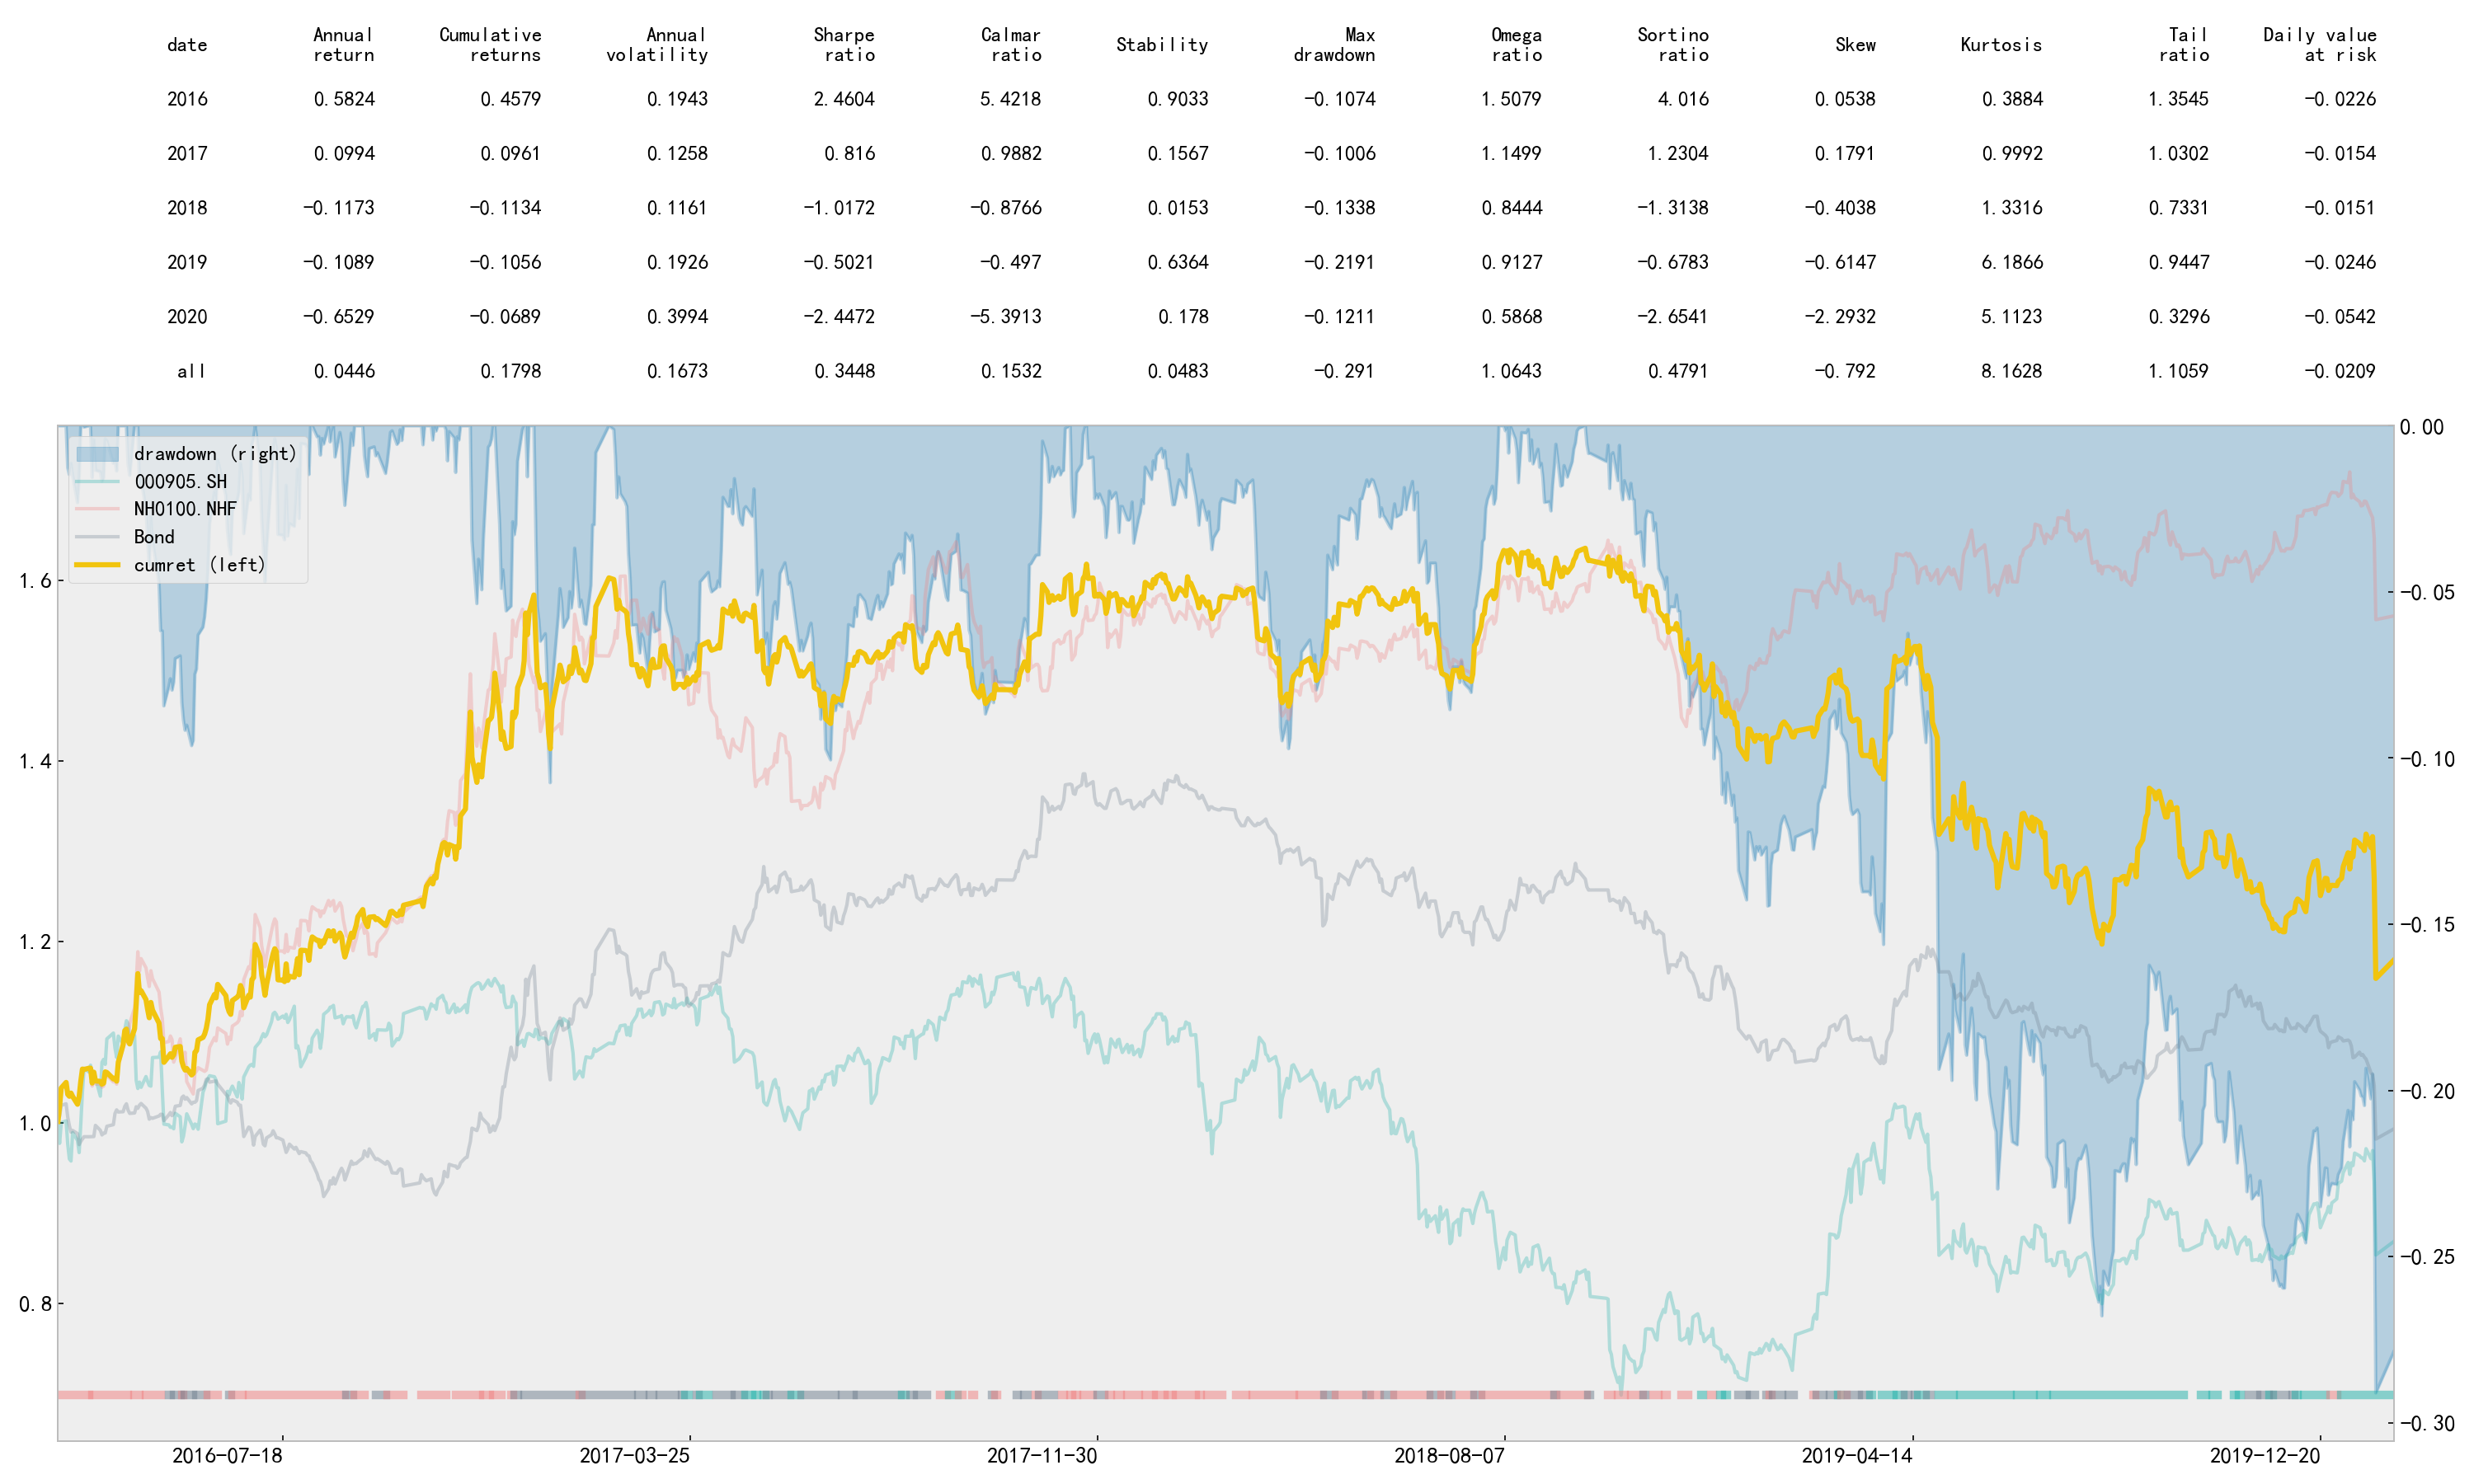 date Annual return Cumulative returns Annual volatility Sharpe ratio Calmar ratio Stability Max drawdown Omega ratio Sortino ratio Skew Kurtosis Tail ratio Daily value at risk
2016 0.5824 0.4579 0.1943 2.4604 5.4218 0.9033 -0.1074 1.5079 4.016 0.0538 0.3884 1.3545 -0.0226
2017 0.0994 0.0961 0.1258 0.816 0.9882 0.1567 -0.1006 1.1499 1.2304 0.1791 0.9992 1.0302 -0.0154
2018 -0.1173 -0.1134 0.1161 -1.0172 -0.8766 0.0153 -0.1338 0.8444 -1.3138 -0.4038 1.3316 0.7331 -0.0151
2019 -0.1089 -0.1056 0.1926 -0.5021 -0.497 0.6364 -0.2191 0.9127 -0.6783 -0.6147 6.1866 0.9447 -0.0246
2020 -0.6529 -0.0689 0.3994 -2.4472 -5.3913 0.178 -0.1211 0.5868 -2.6541 -2.2932 5.1123 0.3296 -0.0542
all 0.0446 0.1798 0.1673 0.3448 0.1532 0.0483 -0.291 1.0643 0.4791 -0.792 8.1628 1.1059 -0.0209
drawdown (right)
000905.SH
NH0100.NHF
Bond
cumret (left)
1.6
1.4
1.2
1.0
0.8
0.00
-0.05
-0.10
-0.15
-0.20
-0.25
-0.30
2016-07-18 2017-03-25 2017-11-30 2018-08-07 2019-04-14 2019-12-20